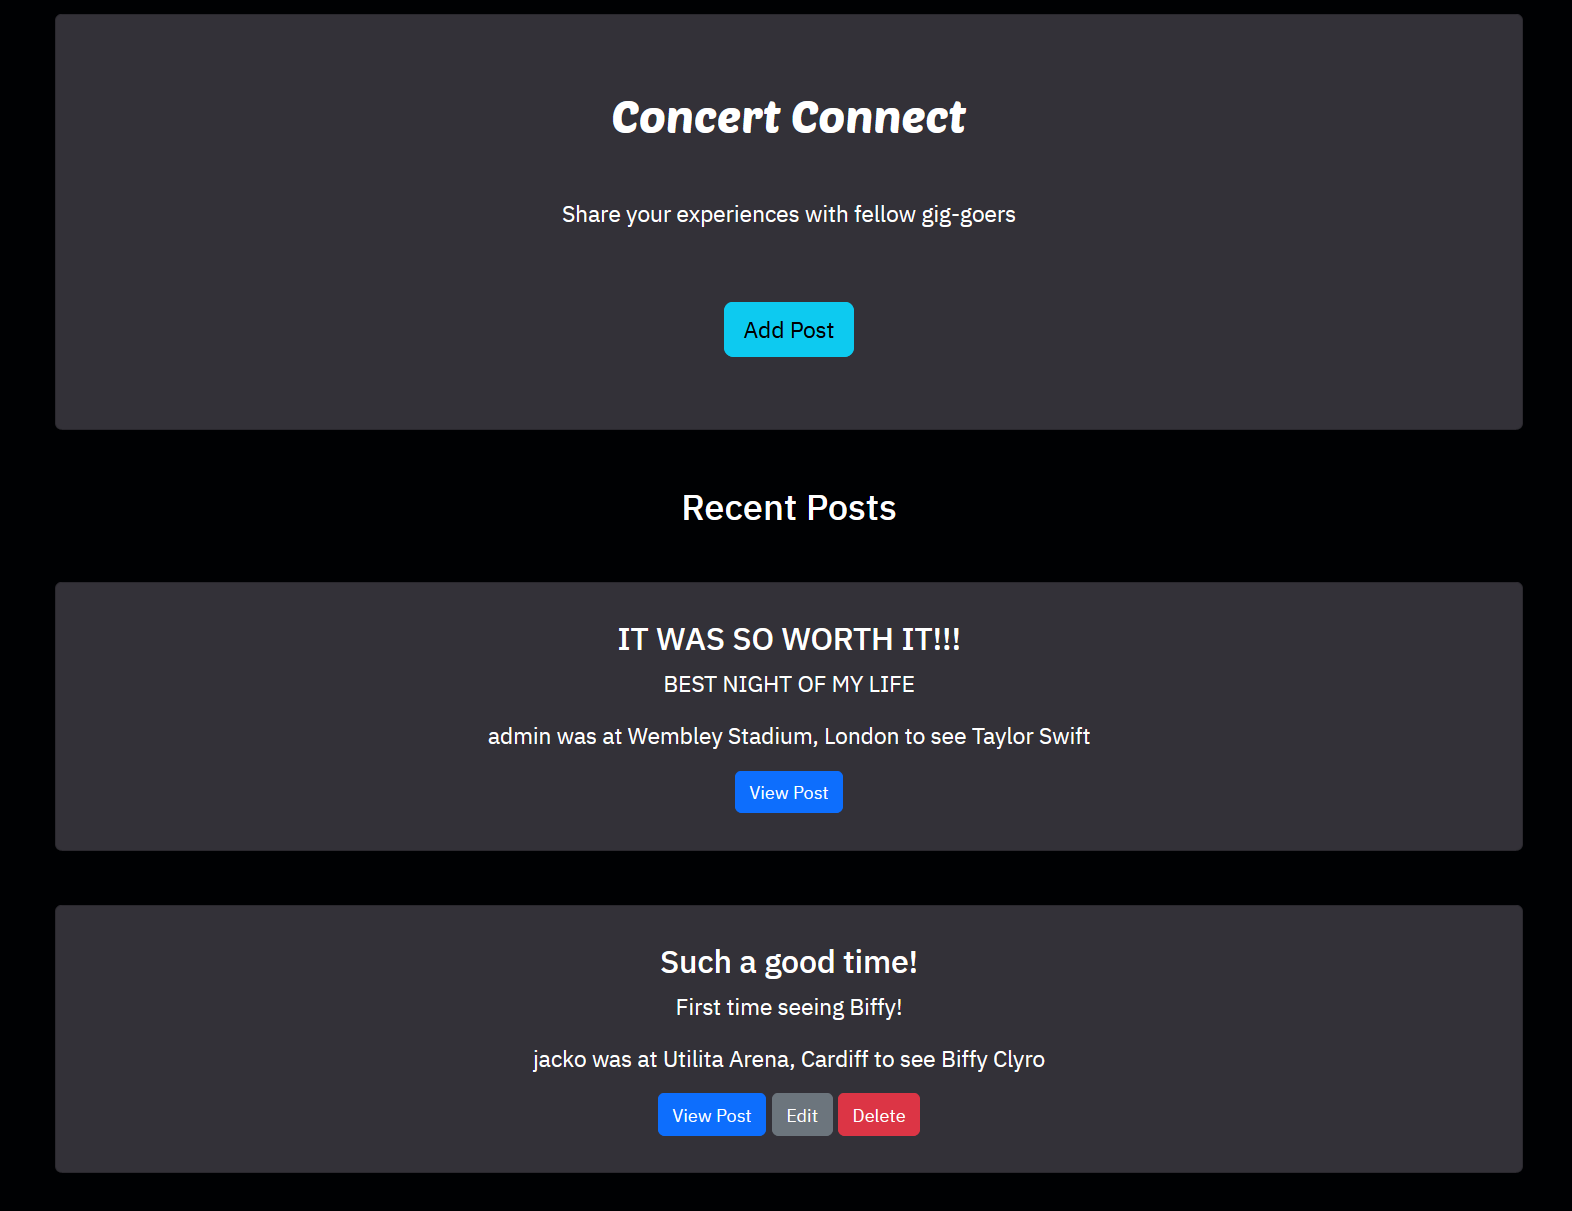 Concert Connect
Share your experiences with fellow gig-goers
Add Post
Recent Posts
IT WAS SO WORTH IT!!!
BEST NIGHT OF MY LIFE
admin was at Wembley Stadium, London to see Taylor Swift
View Post
Such a good time!
First time seeing Biffy!
jacko was at Utilita Arena, Cardiff to see Biffy Clyro
View Post Edit Delete